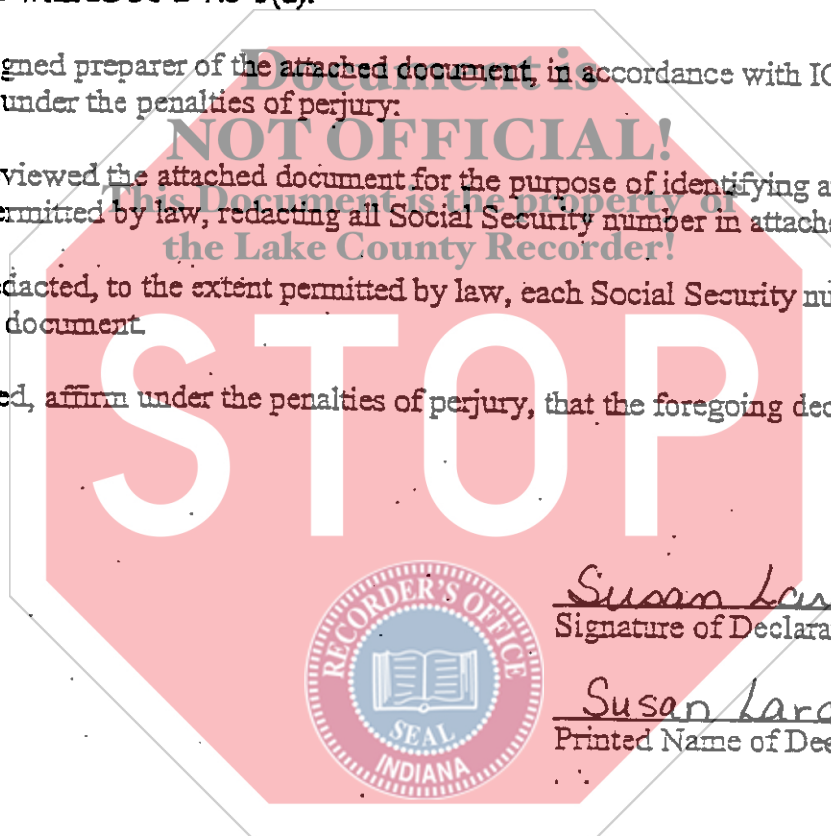 gned preparer of the attached document, in accordance with IC
under the penalties of perjury:
viewed the attached document for the purpose of identifying a
ermitted by law, redacting all Social Security number in attach
dacted, to the extent permitted by law, each Social Security nu
document.
ed, affirm under the penalties of perjury, that the foregoing dec
Document is
NOT OFFICIAL!
This Document is the property of
the Lake County Recorder!
STOP
RECORDER'S OFFICE
SEAL
INDIANA
Susan
Signature of Declara
Susan Laro
Printed Name of Dec